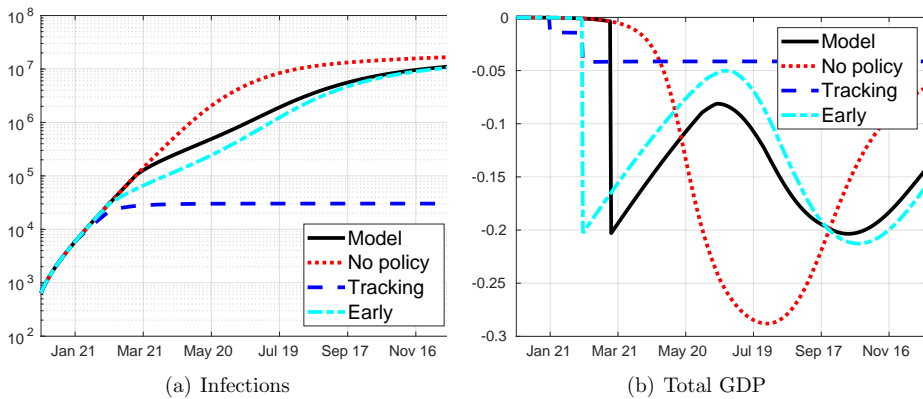 10^8
10^7
10^6
10^5
10^4
10^3
10^2
Model
No policy
Tracking
Early
Jan 21 Mar 21 May 20 Jul 19 Sep 17 Nov 16
(a) Infections
0
-0.05
-0.1
-0.15
-0.2
-0.25
-0.3
Model
No policy
Tracking
Early
Jan 21 Mar 21 May 20 Jul 19 Sep 17 Nov 16
(b) Total GDP